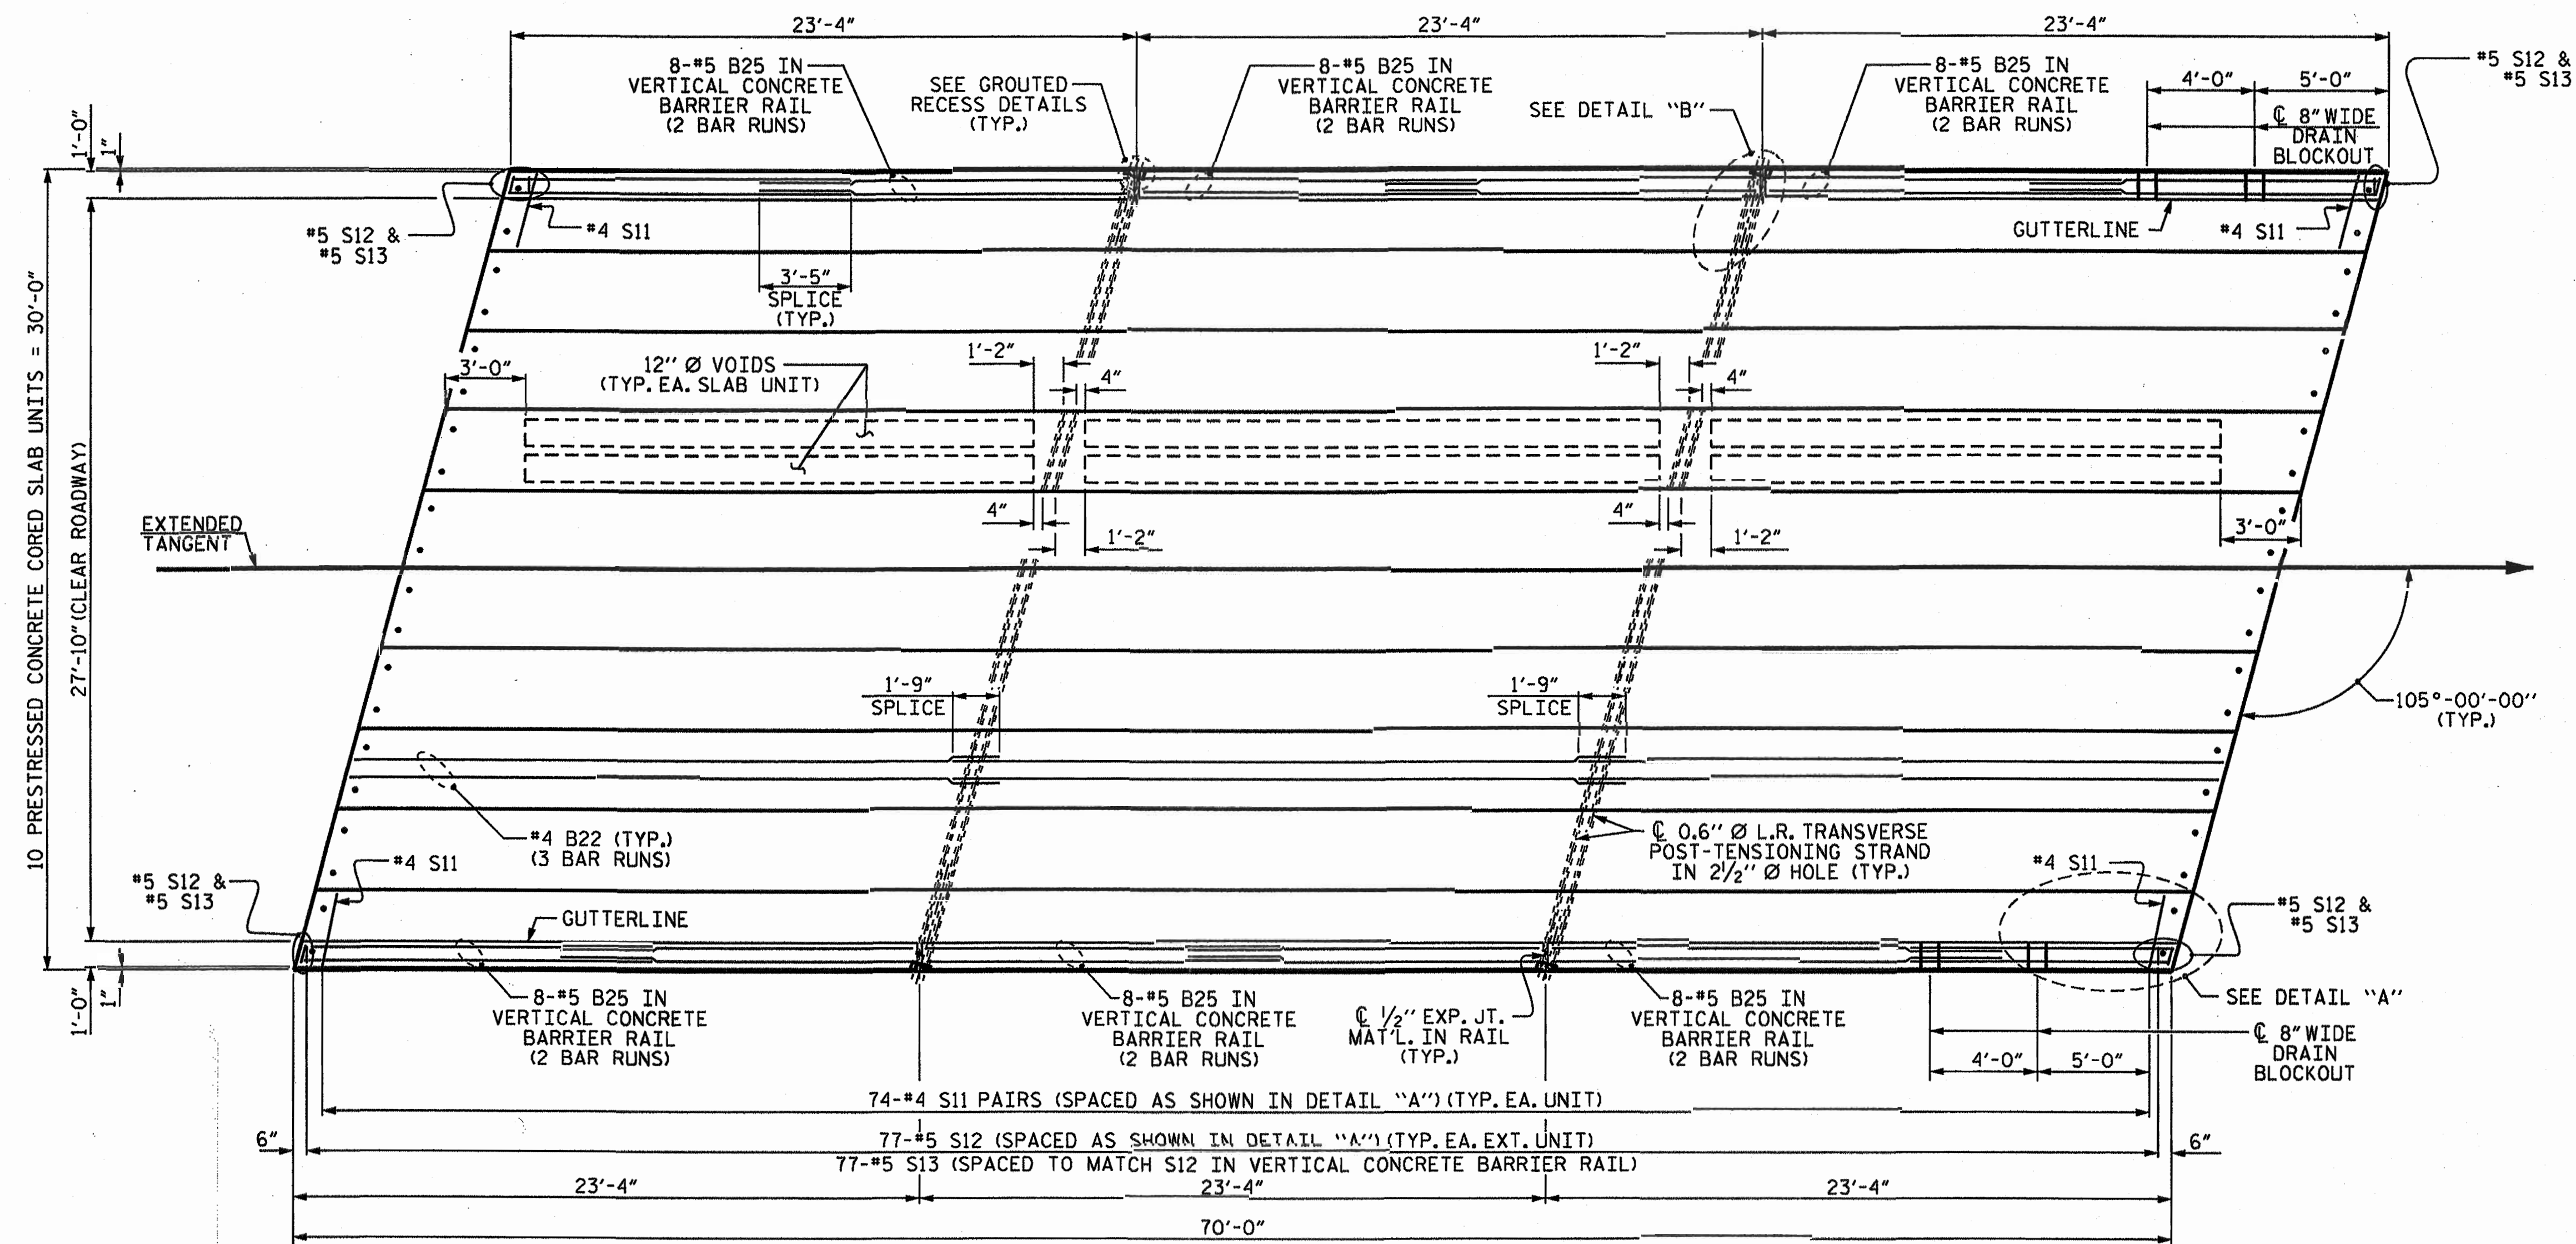 23'-4"
23'-4"
23'-4"
8-#5 B25 IN
VERTICAL CONCRETE
BARRIER RAIL
(2 BAR RUNS)
SEE GROUTED
RECESS DETAILS
(TYP.)
8-#5 B25 IN
VERTICAL CONCRETE
BARRIER RAIL
(2 BAR RUNS)
SEE DETAIL "B"
8-#5 B25 IN
VERTICAL CONCRETE
BARRIER RAIL
(2 BAR RUNS)
4'-0"
5'-0"
℄ 8" WIDE
DRAIN
BLOCKOUT
#5 S12 &
#5 S13
1'-0"
1"
#5 S12 &
#5 S13
#4 S11
3'-5"
SPLICE
(TYP.)
GUTTERLINE
#4 S11
10 PRESTRESSED CONCRETE CORED SLAB UNITS = 30'-0"
27'-10" (CLEAR ROADWAY)
3'-0"
12" Ø VOIDS
(TYP. EA. SLAB UNIT)
1'-2"
4"
1'-2"
4"
4"
1'-2"
4"
1'-2"
3'-0"
EXTENDED
TANGENT
105°-00'-00"
(TYP.)
1'-9"
SPLICE
1'-9"
SPLICE
#4 B22 (TYP.)
(3 BAR RUNS)
℄ 0.6" Ø L.R. TRANSVERSE
POST-TENSIONING STRAND
IN 2½" Ø HOLE (TYP.)
#4 S11
#5 S12 &
#5 S13
GUTTERLINE
#4 S11
#5 S12 &
#5 S13
1'-0"
1"
8-#5 B25 IN
VERTICAL CONCRETE
BARRIER RAIL
(2 BAR RUNS)
8-#5 B25 IN
VERTICAL CONCRETE
BARRIER RAIL
(2 BAR RUNS)
℄ ½" EXP. JT.
MAT'L. IN RAIL
(TYP.)
8-#5 B25 IN
VERTICAL CONCRETE
BARRIER RAIL
(2 BAR RUNS)
SEE DETAIL "A"
℄ 8" WIDE
DRAIN
BLOCKOUT
4'-0"
5'-0"
74-#4 S11 PAIRS (SPACED AS SHOWN IN DETAIL "A") (TYP. EA. UNIT)
6"
77-#5 S12 (SPACED AS SHOWN IN DETAIL "A") (TYP. EA. EXT. UNIT)
6"
77-#5 S13 (SPACED TO MATCH S12 IN VERTICAL CONCRETE BARRIER RAIL)
23'-4"
23'-4"
23'-4"
70'-0"